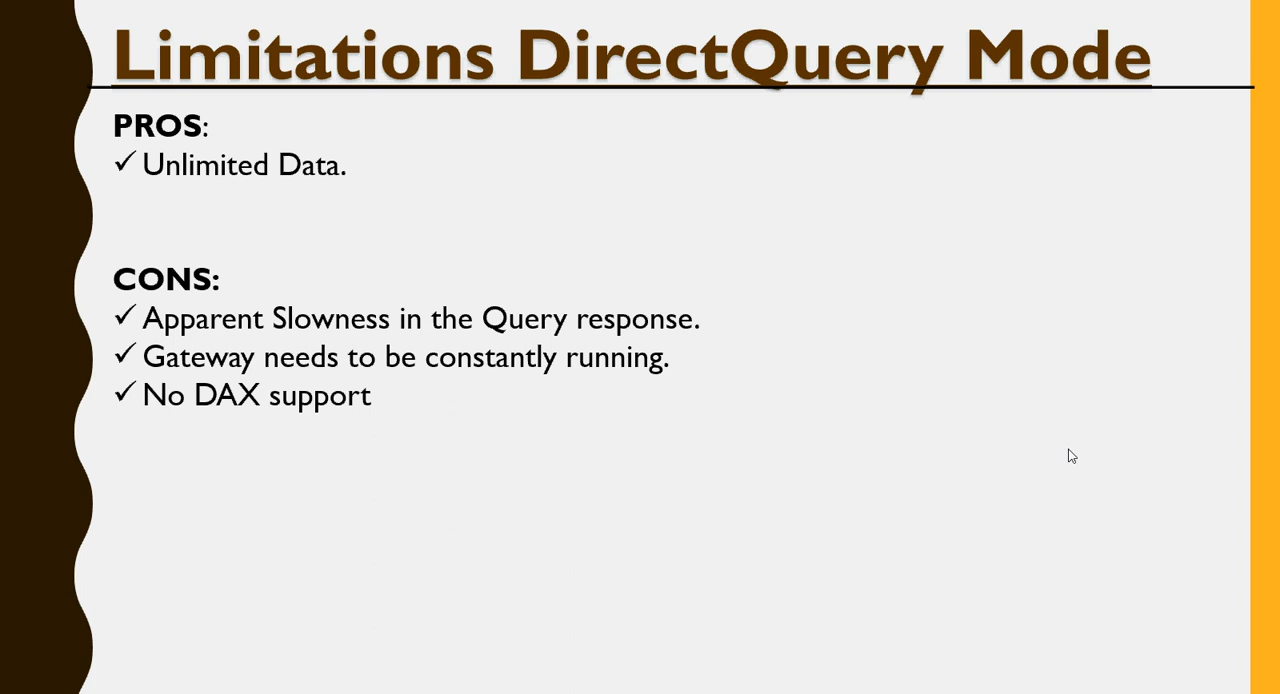 Limitations DirectQuery Mode
PROS:
✓ Unlimited Data.
CONS:
✓ Apparent Slowness in the Query response.
✓ Gateway needs to be constantly running.
✓ No DAX support